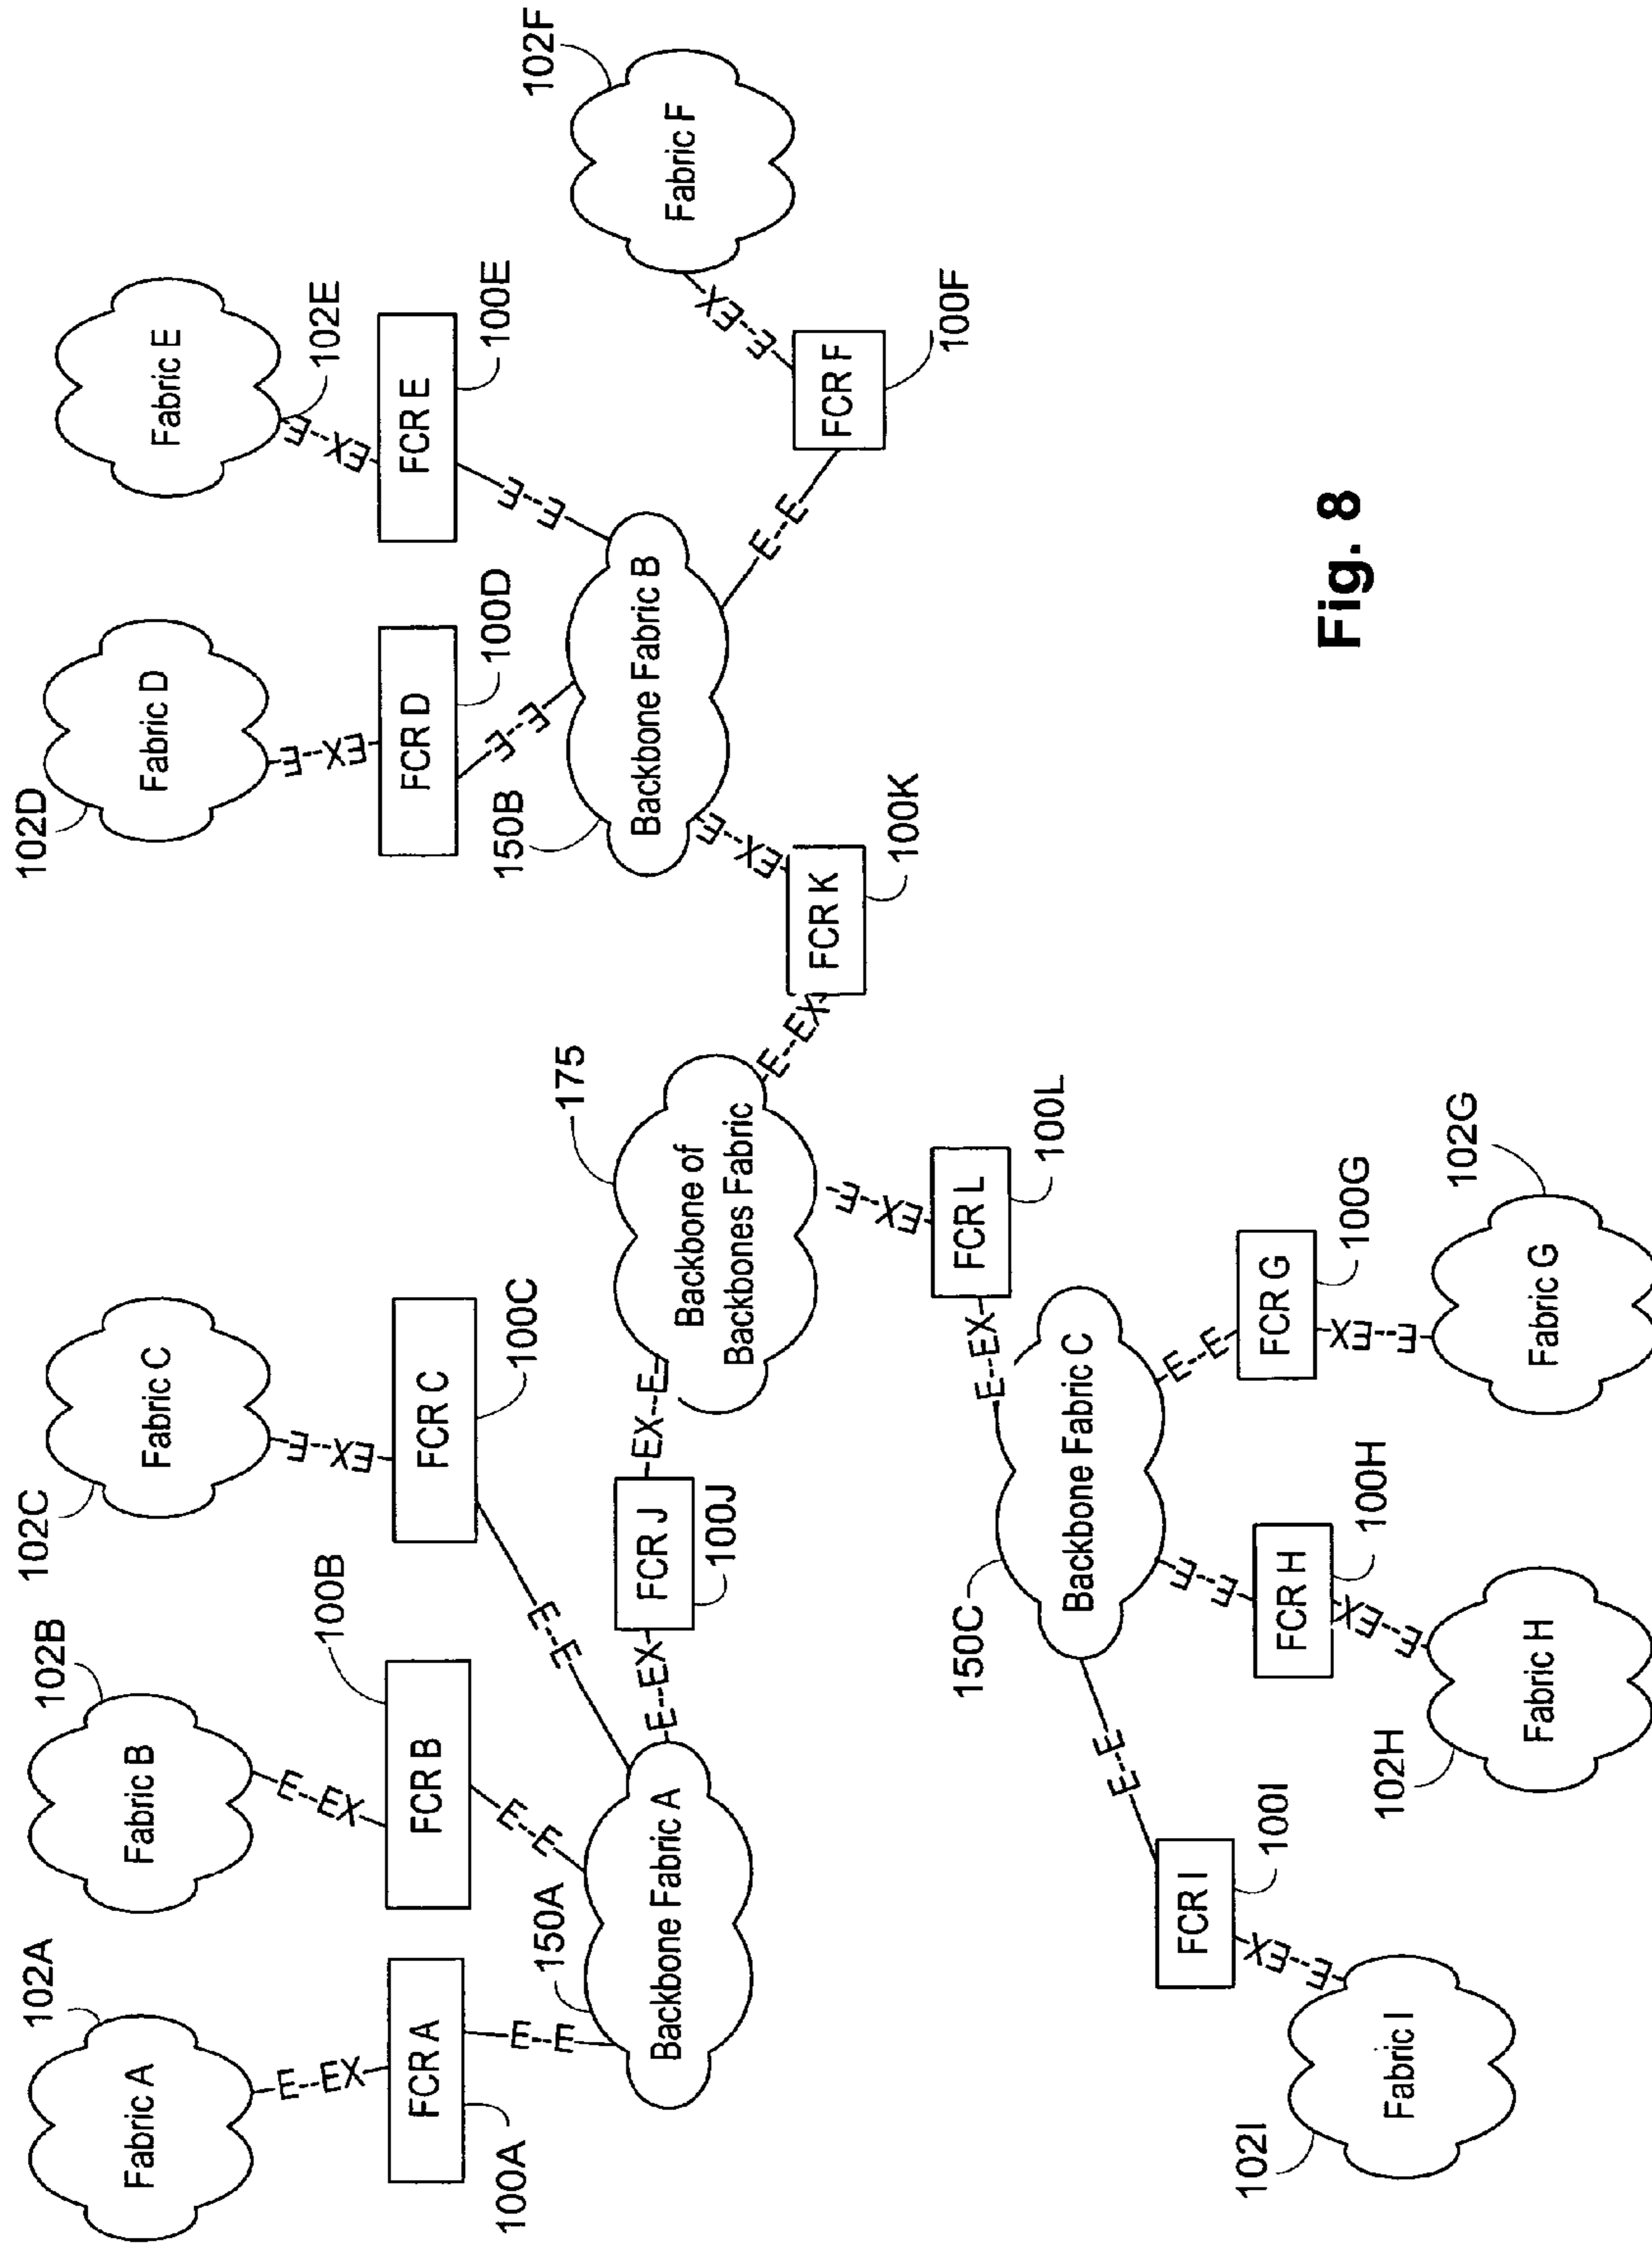 102A
102B
102C
102D
Fabric A
Fabric B
Fabric C
Fabric D
Fabric E
E--EX
E--EX
E--EX
E--EX
E--EX
102E
FCR A
FCR B
FCR C
FCR D
FCR E
100A
100B
100C
100D
100E
102F
Fabric F
E--E
E--E
E--E
E--E
E--E
150A
175
150B
Backbone Fabric A
E--EX
FCR J
100J
EX--E
Backbone of
Backbones Fabric
Backbone Fabric B
E--EX
E--EX
E--EX
FCR K
100K
E--E
FCR F
100F
E--EX
FCR L
100L
E--EX
150C
Backbone Fabric C
E--E
E--E
E--E
FCR I
100I
FCR H
100H
FCR G
100G
E--EX
EX--E
EX--E
EX--E
102I
Fabric I
102H
Fabric H
102G
Fabric G
Fig. 8